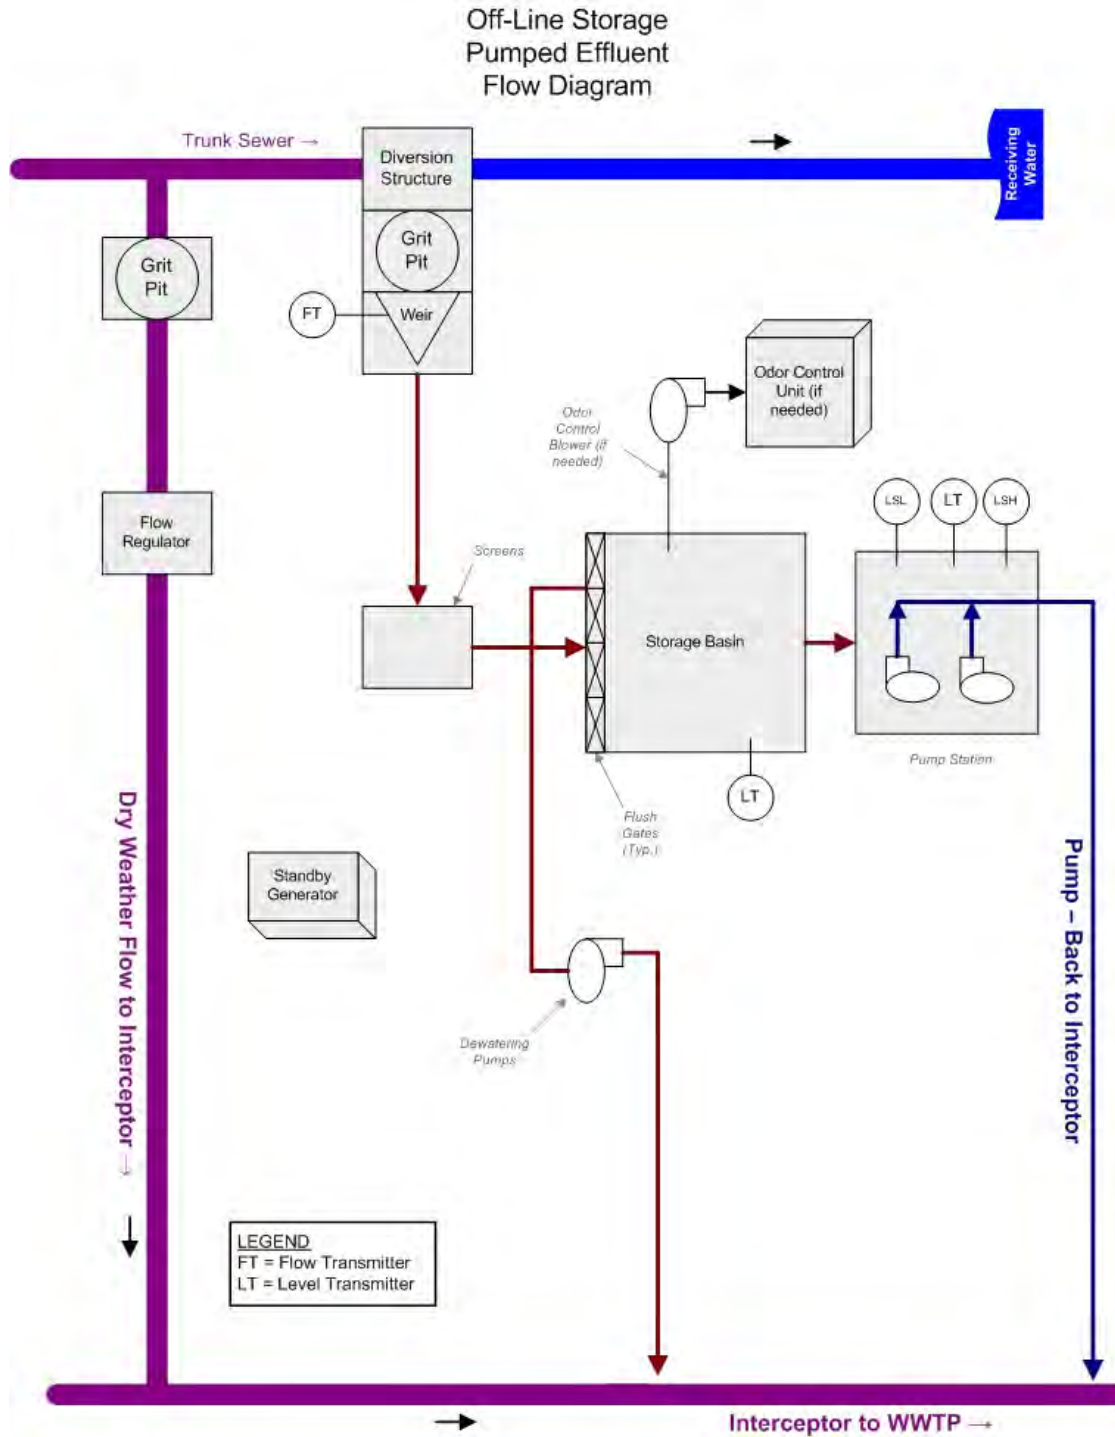 Off-Line Storage
Pumped Effluent
Flow Diagram
Trunk Sewer →
Diversion
Structure
Receiving
Water
Grit
Pit
Grit
Pit
FT
Weir
Odor Control
Unit (if
needed)
Odor
Control
Blower (if
needed)
LSL
LT
LSH
Flow
Regulator
Screens
Storage Basin
Pump Station
LT
Flush
Gates
(Typ.)
Standby
Generator
Dry Weather Flow to Interceptor →
Pump – Back to Interceptor
Dewatering
Pumps
LEGEND
FT = Flow Transmitter
LT = Level Transmitter
Interceptor to WWTP →